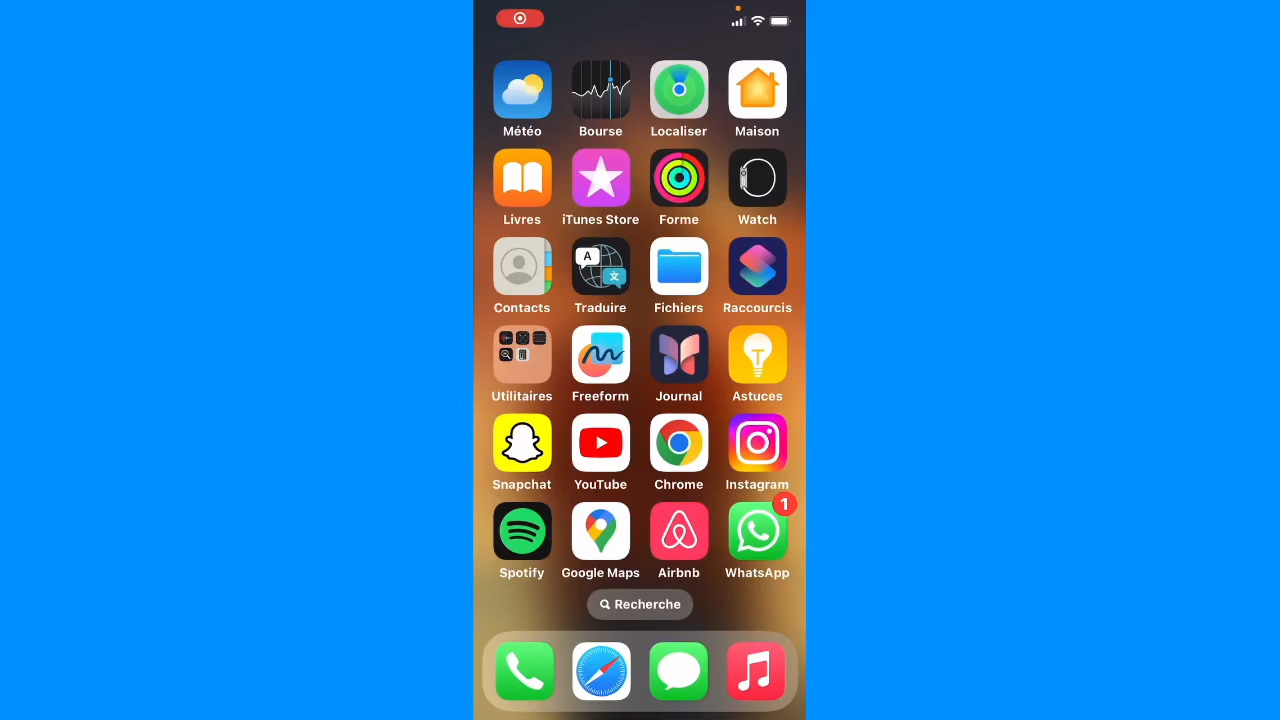 Météo Bourse Localiser Maison
Livres iTunes Store Forme Watch
A
文
Contacts Traduire Fichiers Raccourcis
Utilitaires Freeform Journal Astuces
Snapchat YouTube Chrome Instagram
1
Spotify Google Maps Airbnb WhatsApp
Recherche